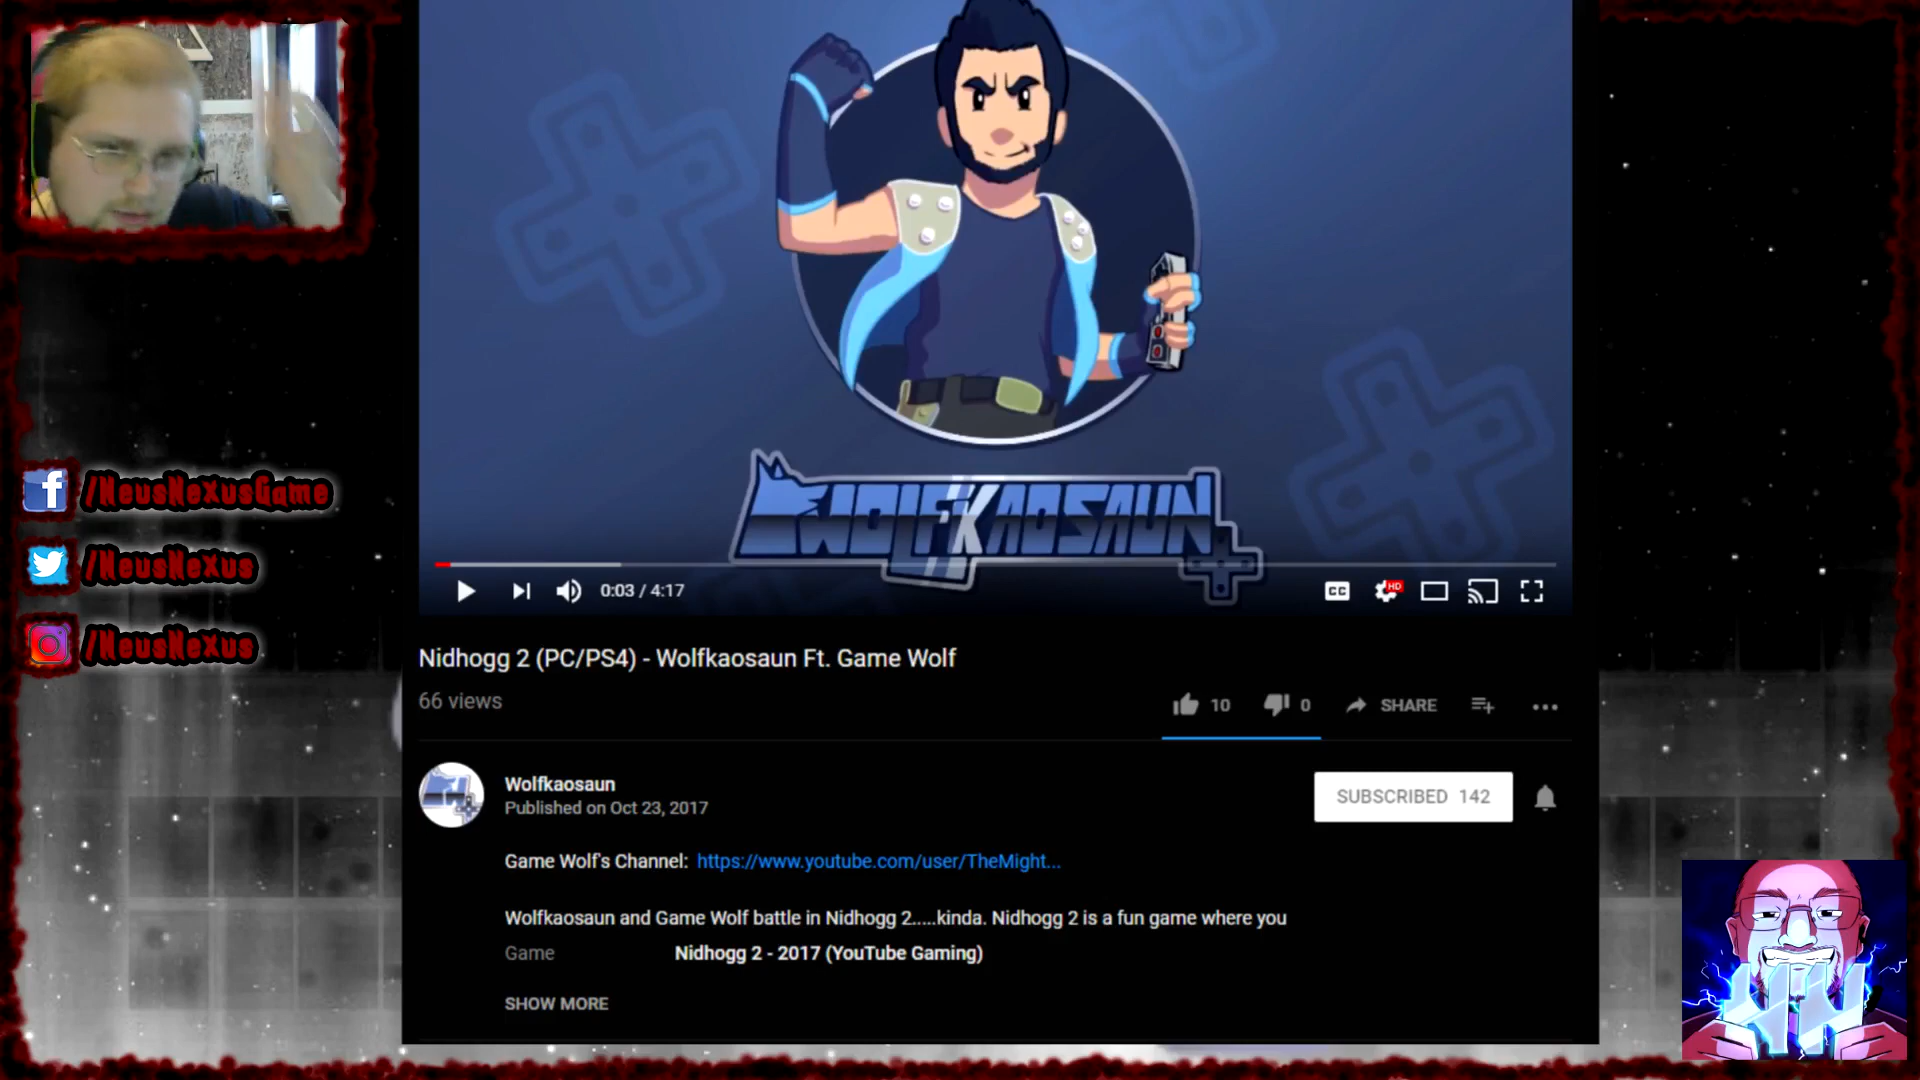 WOLFKAOSAUN
0:03 / 4:17
CC
HD
/NeusNexusGame
/NeusNexus
/NeusNexus
Nidhogg 2 (PC/PS4) - Wolfkaosaun Ft. Game Wolf
66 views
10
0
SHARE
Wolfkaosaun
Published on Oct 23, 2017
SUBSCRIBED 142
Game Wolf's Channel: https://www.youtube.com/user/TheMight...
Wolfkaosaun and Game Wolf battle in Nidhogg 2.....kinda. Nidhogg 2 is a fun game where you
Game Nidhogg 2 - 2017 (YouTube Gaming)
SHOW MORE
NN